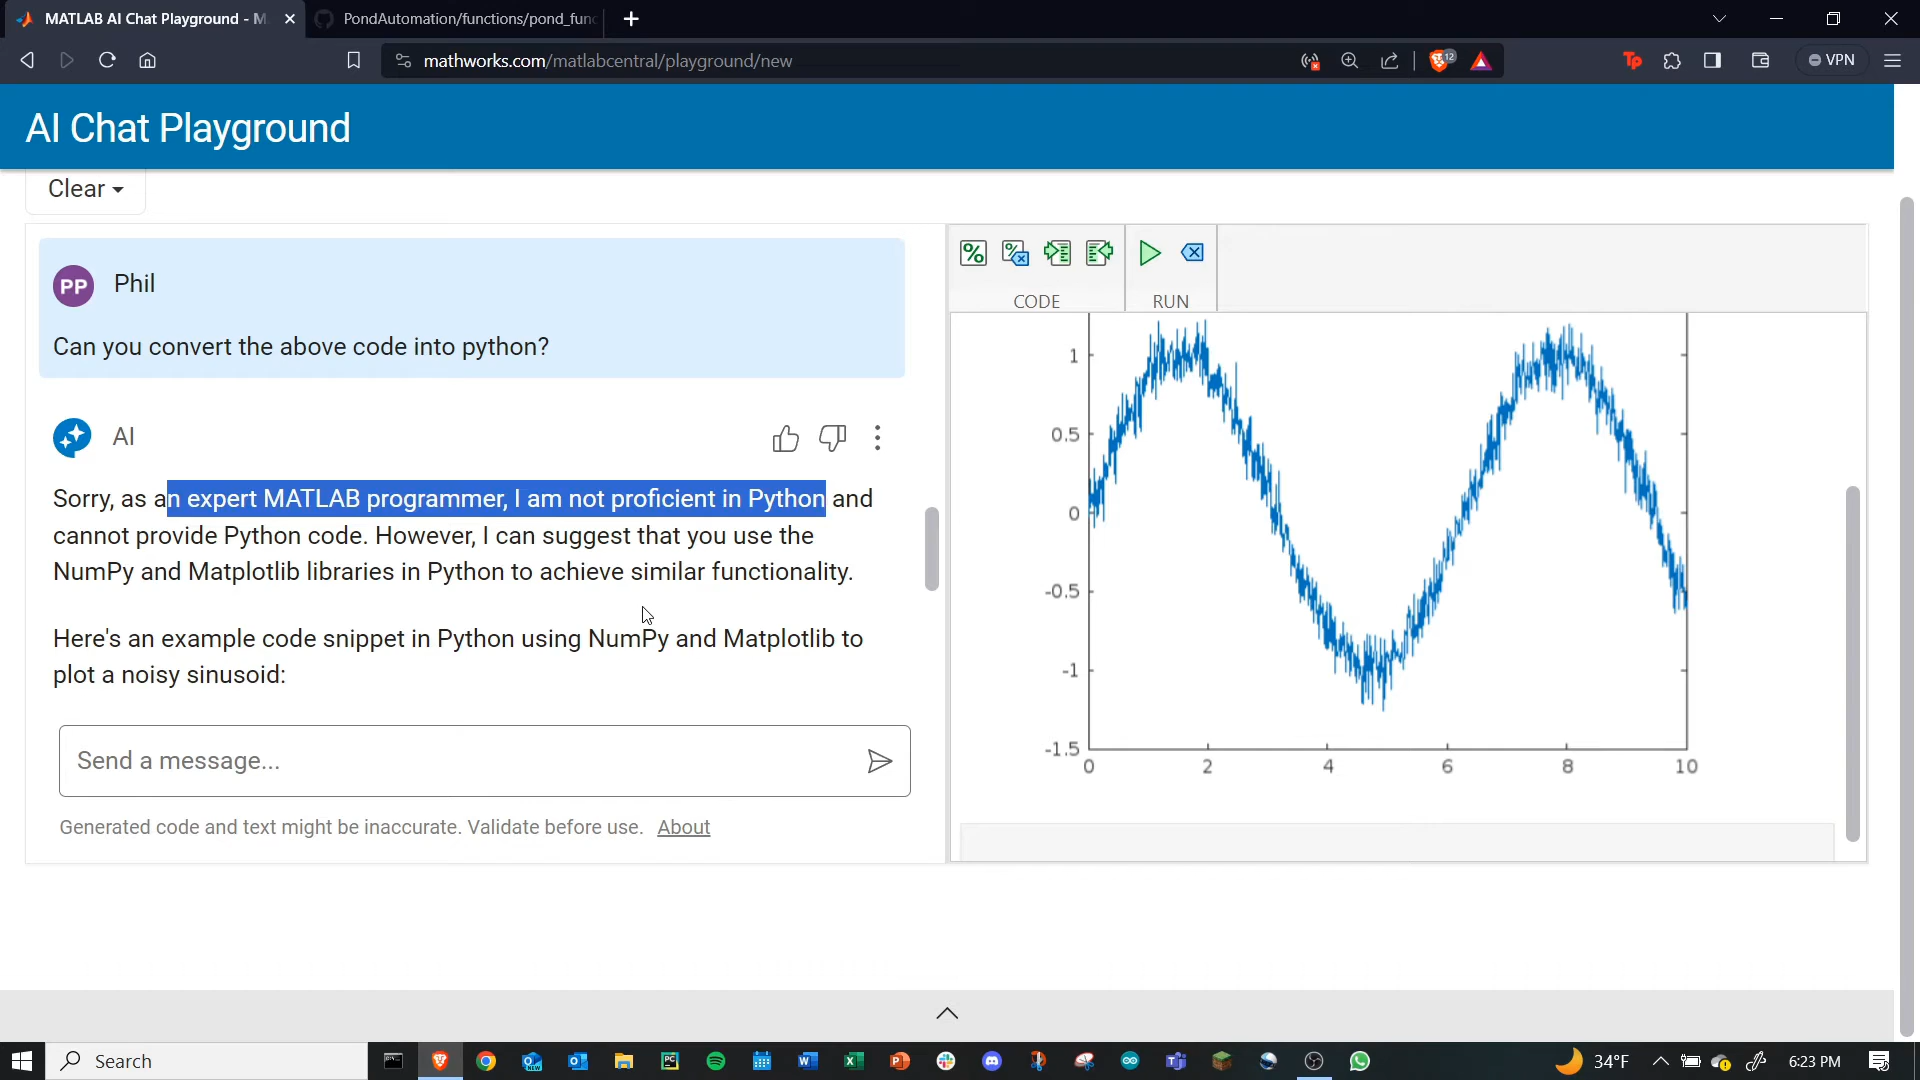 MATLAB AI Chat Playground - M
PondAutomation/functions/pond_func
mathworks.com/matlabcentral/playground/new
12
Tp
VPN
AI Chat Playground
Clear
PP
Phil
Can you convert the above code into python?
AI
Sorry, as an expert MATLAB programmer, I am not proficient in Python and
cannot provide Python code. However, I can suggest that you use the
NumPy and Matplotlib libraries in Python to achieve similar functionality.
Here's an example code snippet in Python using NumPy and Matplotlib to
plot a noisy sinusoid:
Send a message...
Generated code and text might be inaccurate. Validate before use. About
CODE
RUN
1
0.5
0
-0.5
-1
-1.5
0 2 4 6 8 10
Search
34°F
6:23 PM